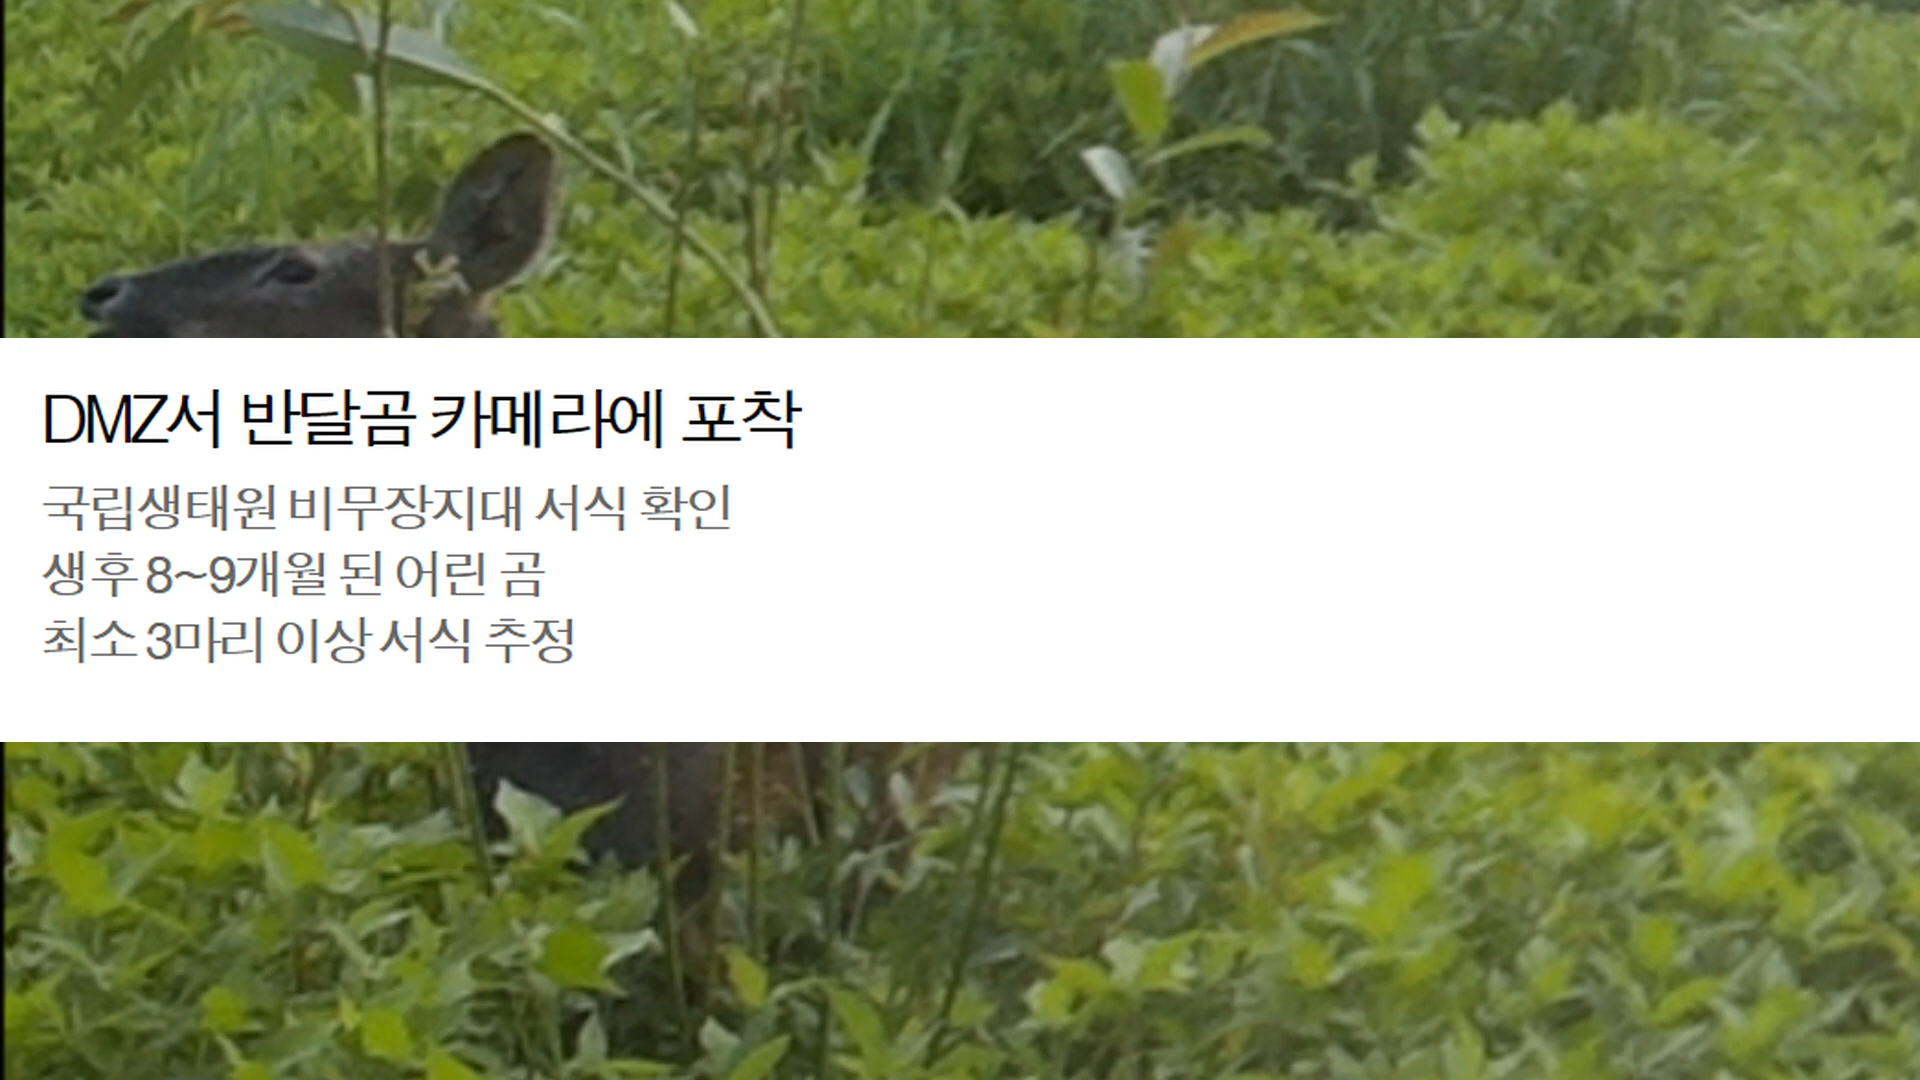 DMZ서 반달곰 카메라에 포착
국립생태원 비무장지대 서식 확인
생후 8~9개월 된 어린 곰
최소 3마리 이상 서식 추정